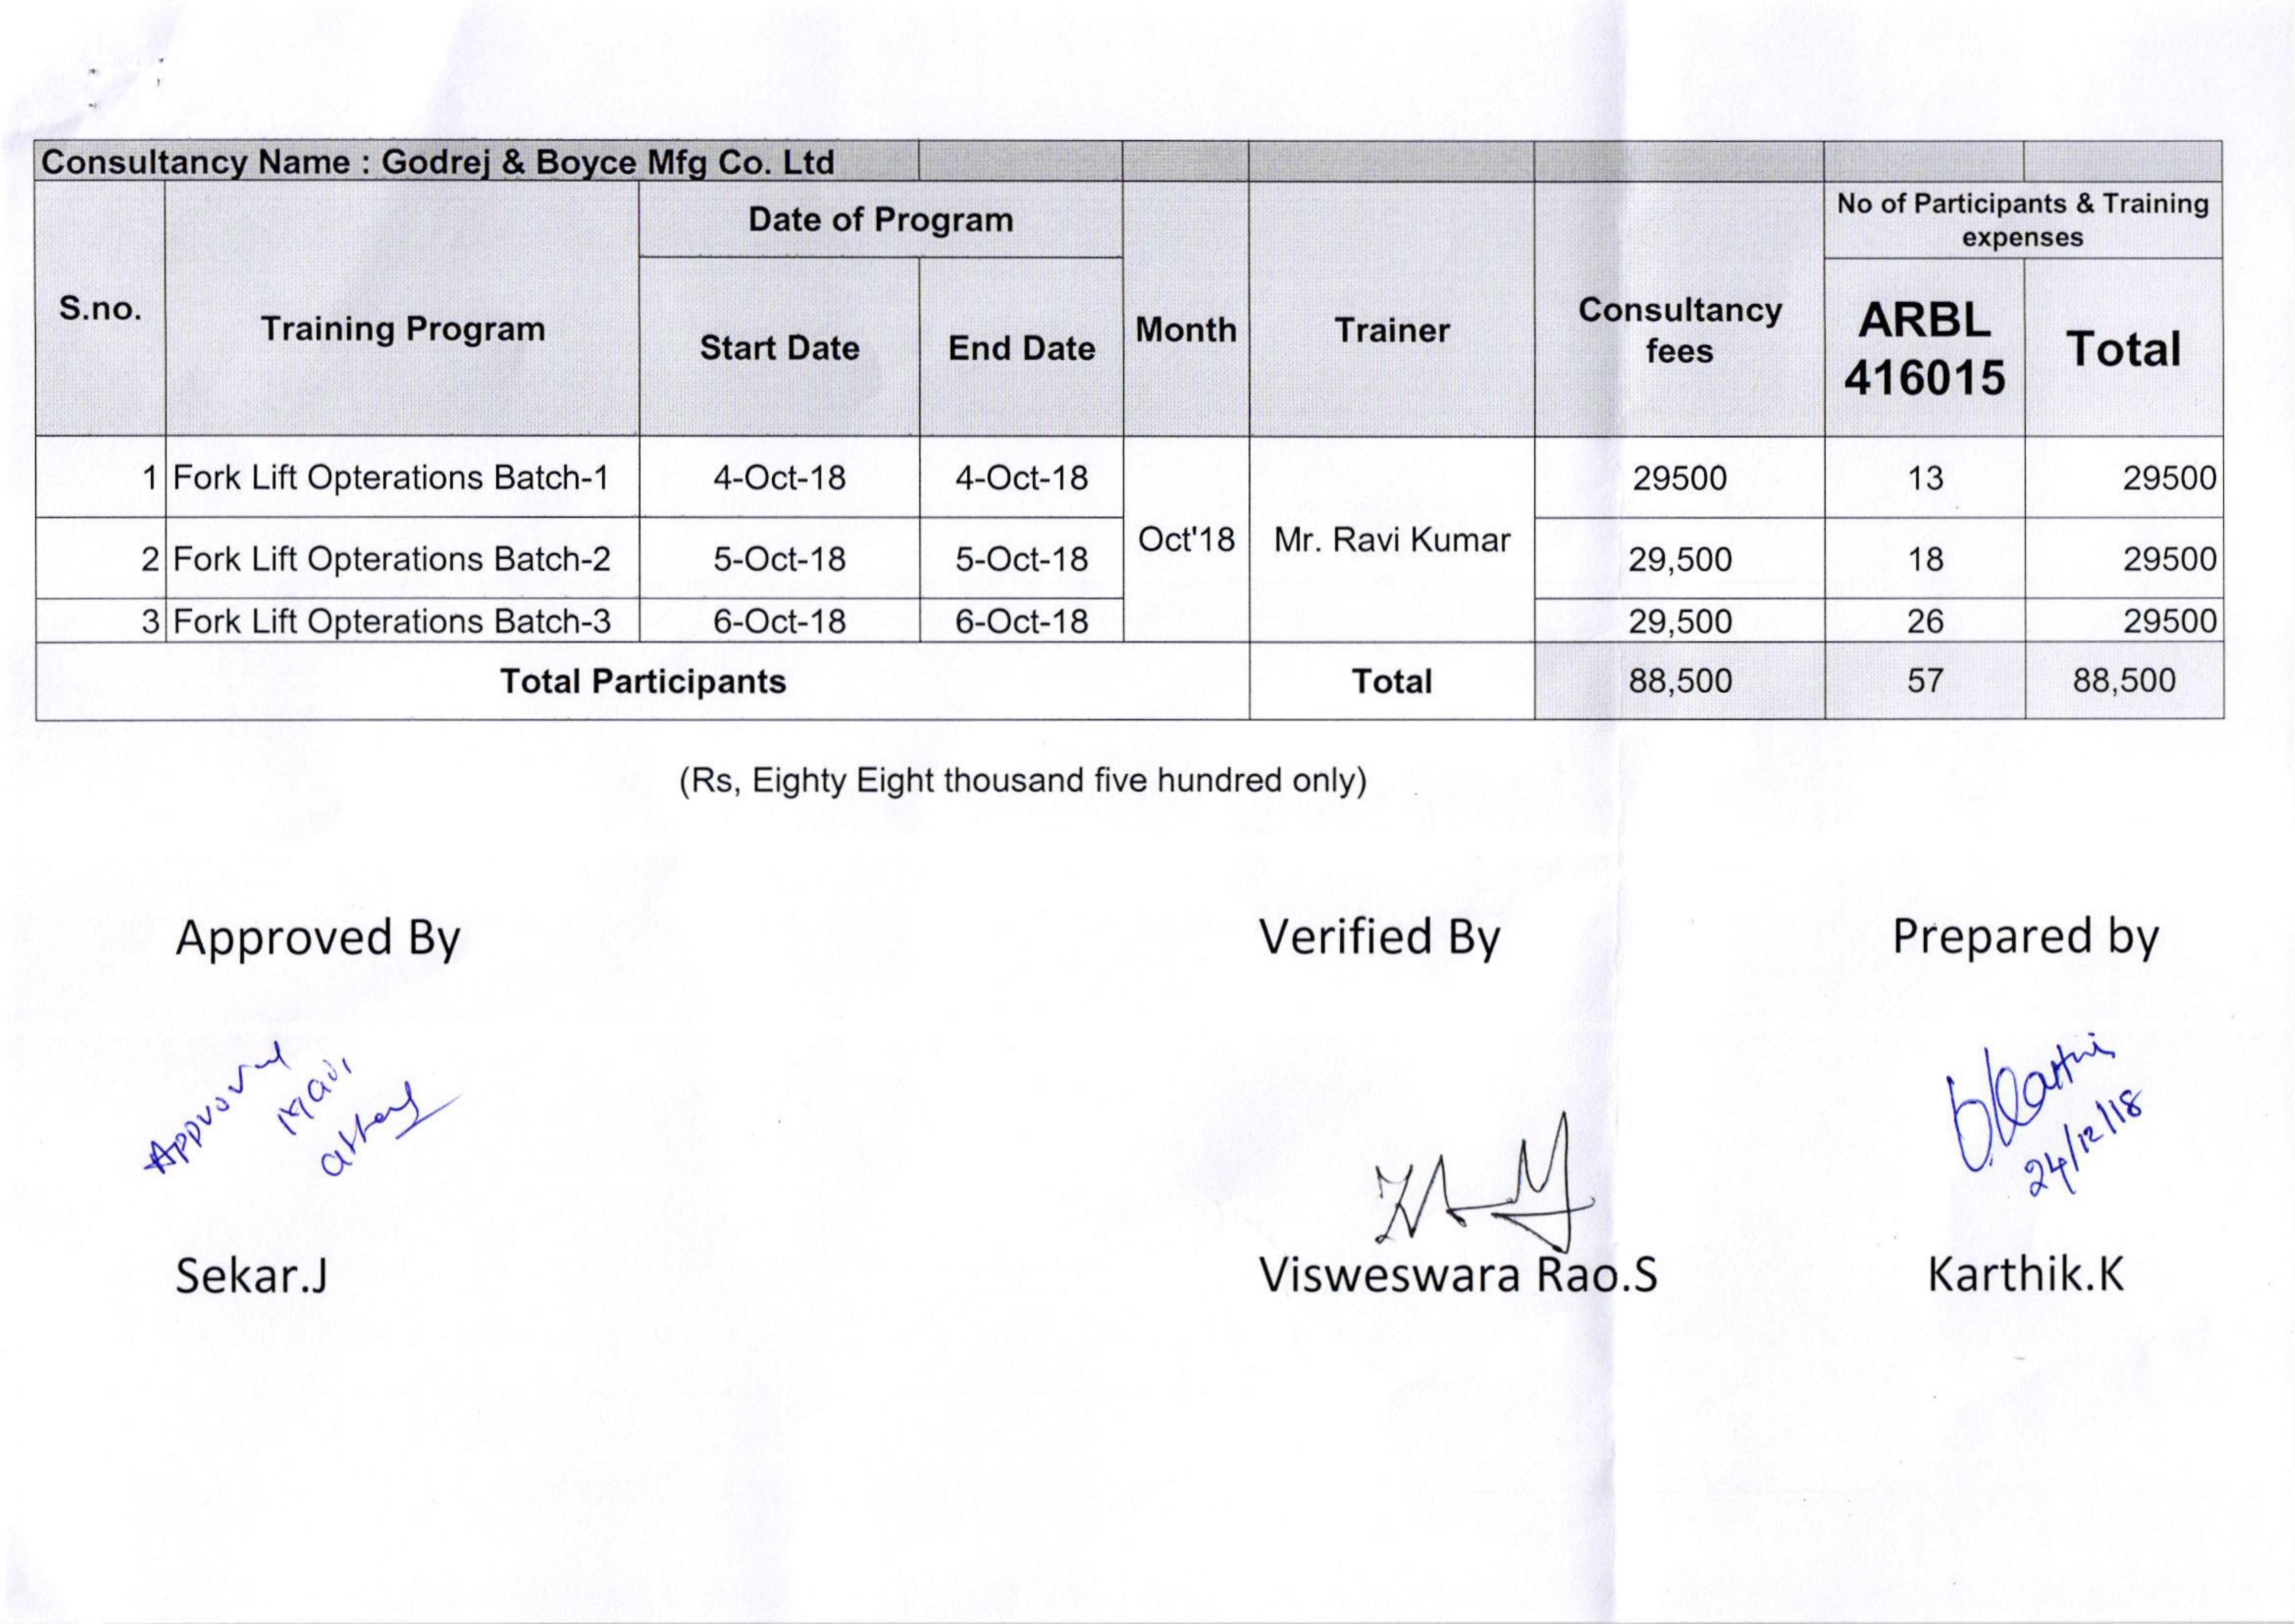 Consultancy Name : Godrej & Boyce Mfg Co. Ltd
S.no. Training Program Date of Program Month Trainer Consultancy fees No of Participants & Training expenses
Start Date End Date ARBL 416015 Total
1 Fork Lift Opterations Batch-1 4-Oct-18 4-Oct-18 Oct'18 Mr. Ravi Kumar 29500 13 29500
2 Fork Lift Opterations Batch-2 5-Oct-18 5-Oct-18 29,500 18 29500
3 Fork Lift Opterations Batch-3 6-Oct-18 6-Oct-18 29,500 26 29500
Total Participants Total 88,500 57 88,500
(Rs, Eighty Eight thousand five hundred only)
Approved By Verified By Prepared by
24/12/18
Sekar.J Visweswara Rao.S Karthik.K